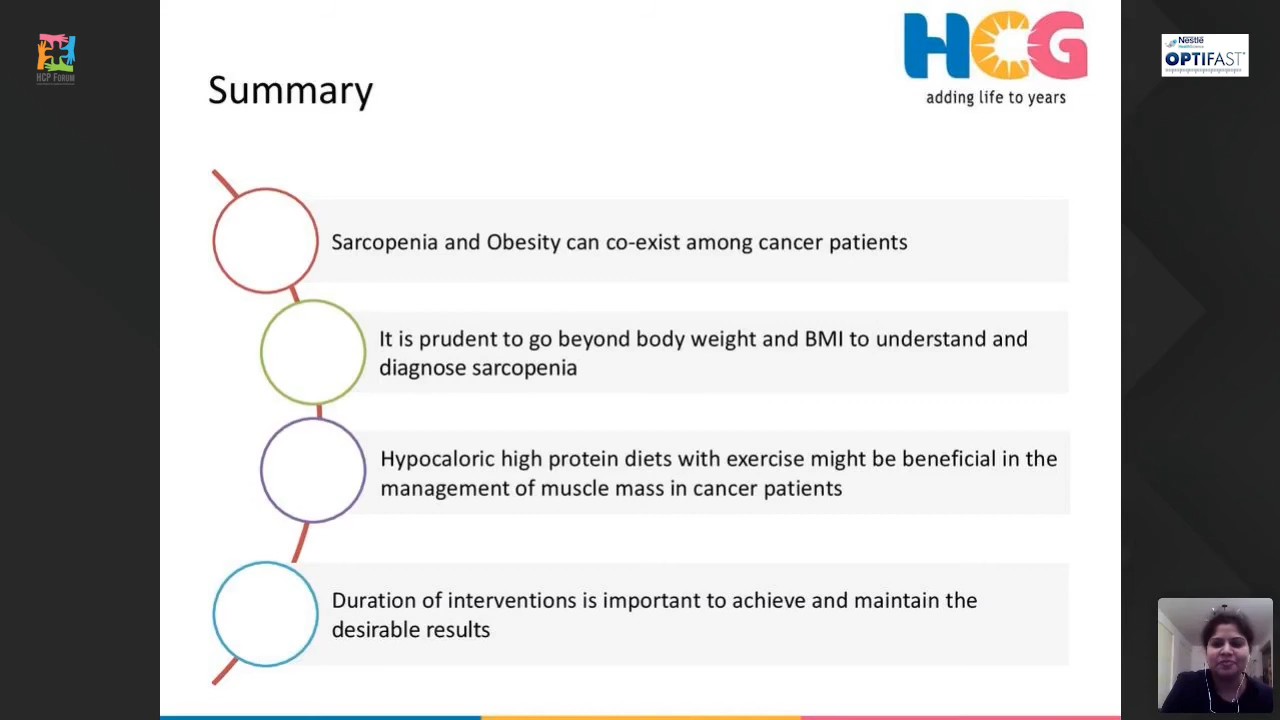 HCP FORUM
Summary
HCG
adding life to years
Nestlé
HealthScience
OPTIFAST
Sarcopenia and Obesity can co-exist among cancer patients
It is prudent to go beyond body weight and BMI to understand and
diagnose sarcopenia
Hypocaloric high protein diets with exercise might be beneficial in the
management of muscle mass in cancer patients
Duration of interventions is important to achieve and maintain the
desirable results